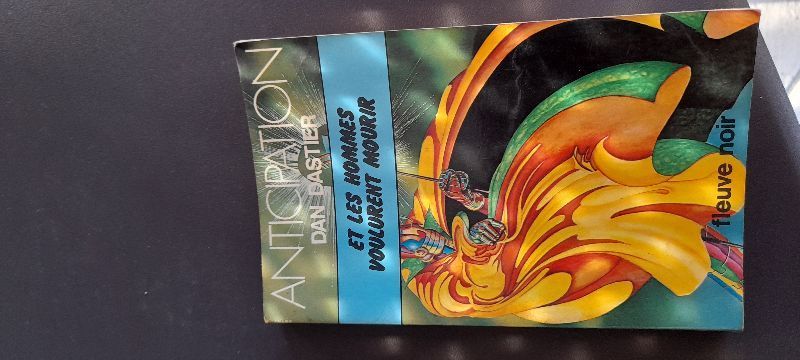 ANTICIPATION
DAN DASTIER
ET LES HOMMES
VOULURENT MOURIR
fleuve noir